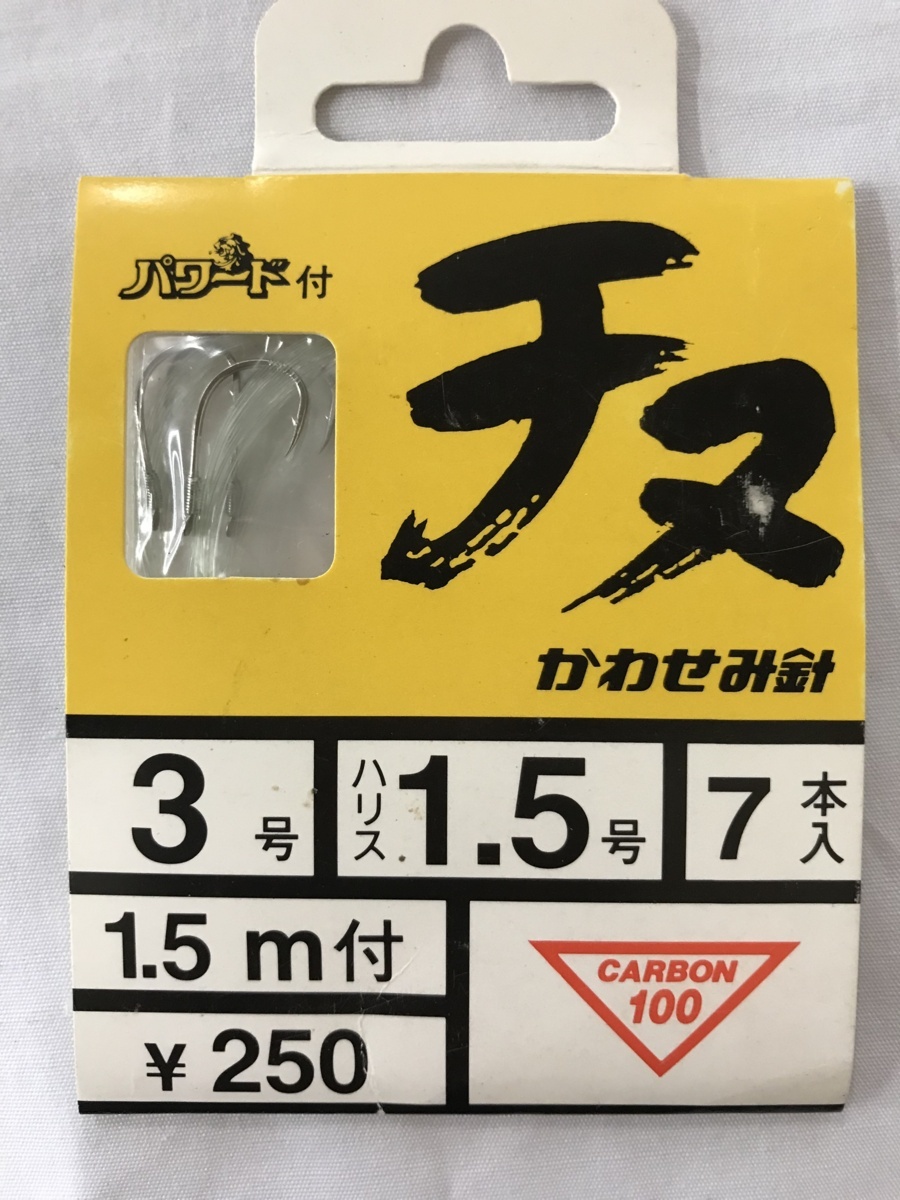 パワード付
チヌ
かわせみ針
3号
ハリス1.5号
7本入
1.5m付
¥250
CARBON
100